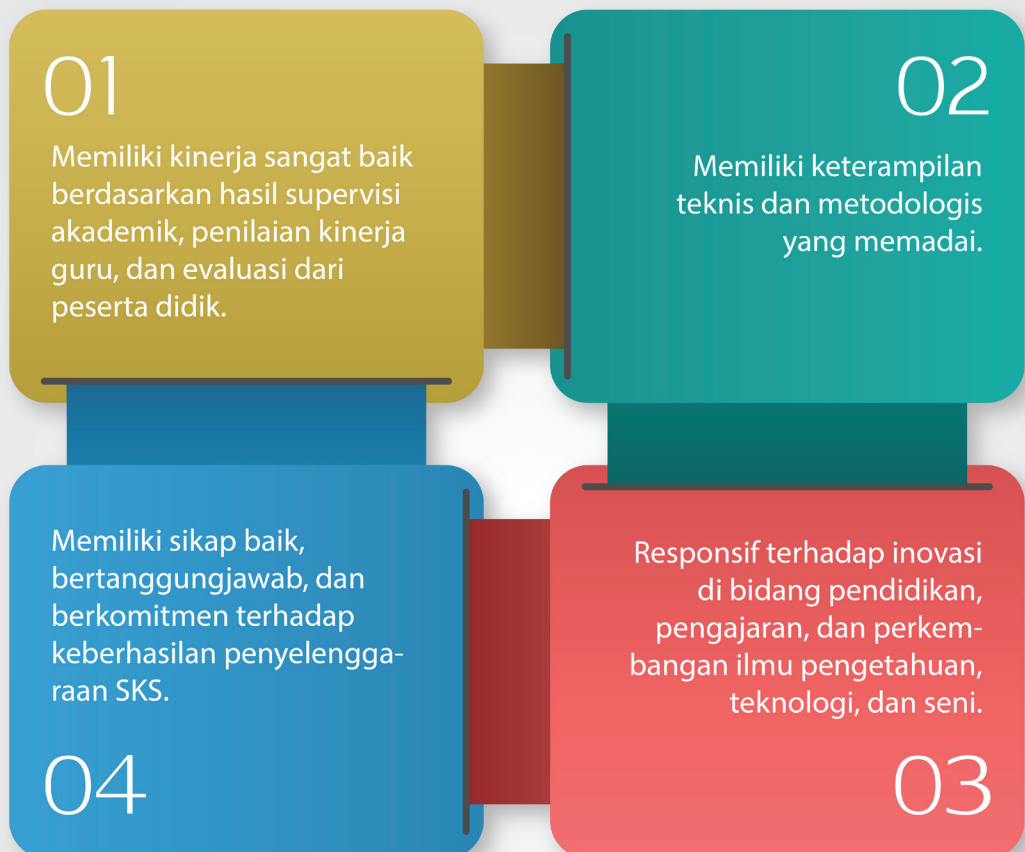 01
Memiliki kinerja sangat baik
berdasarkan hasil supervisi
akademik, penilaian kinerja
guru, dan evaluasi dari
peserta didik.
02
Memiliki keterampilan
teknis dan metodologis
yang memadai.
Responsif terhadap inovasi
di bidang pendidikan,
pengajaran, dan perkem-
bangan ilmu pengetahuan,
teknologi, dan seni.
03
Memiliki sikap baik,
bertanggungjawab, dan
berkomitmen terhadap
keberhasilan penyelengga-
raan SKS.
04